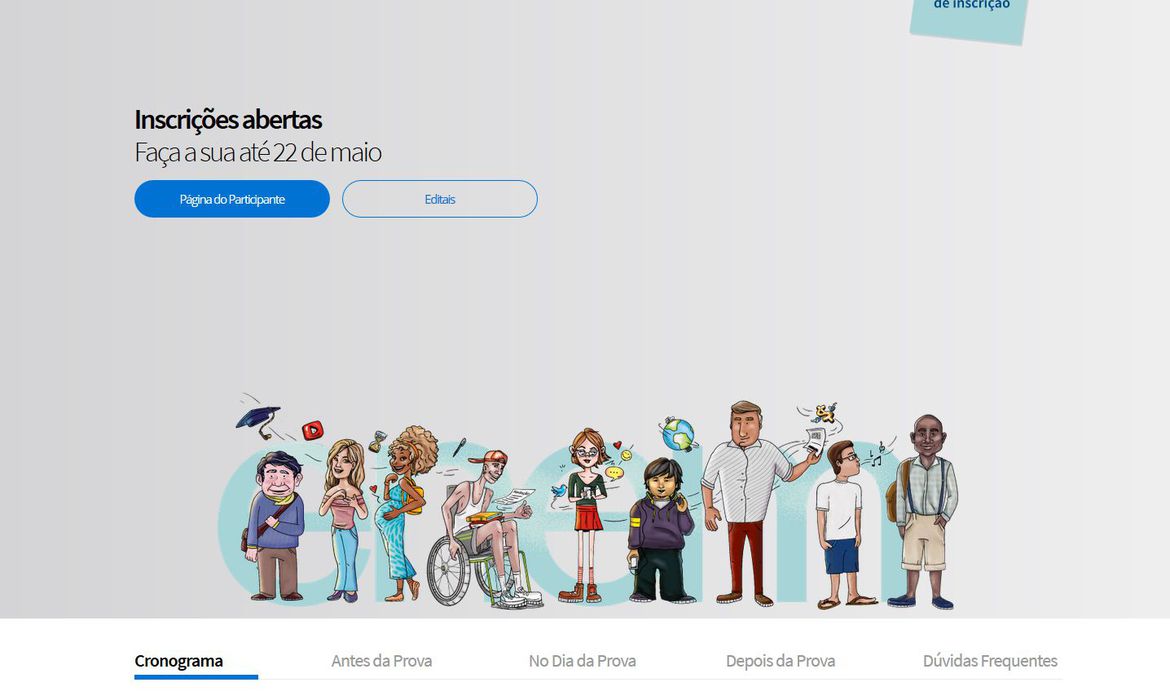 de inscrição
Inscrições abertas
Faça a sua até 22 de maio
Página do Participante
Editais
enem
Cronograma
Antes da Prova
No Dia da Prova
Depois da Prova
Dúvidas Frequentes